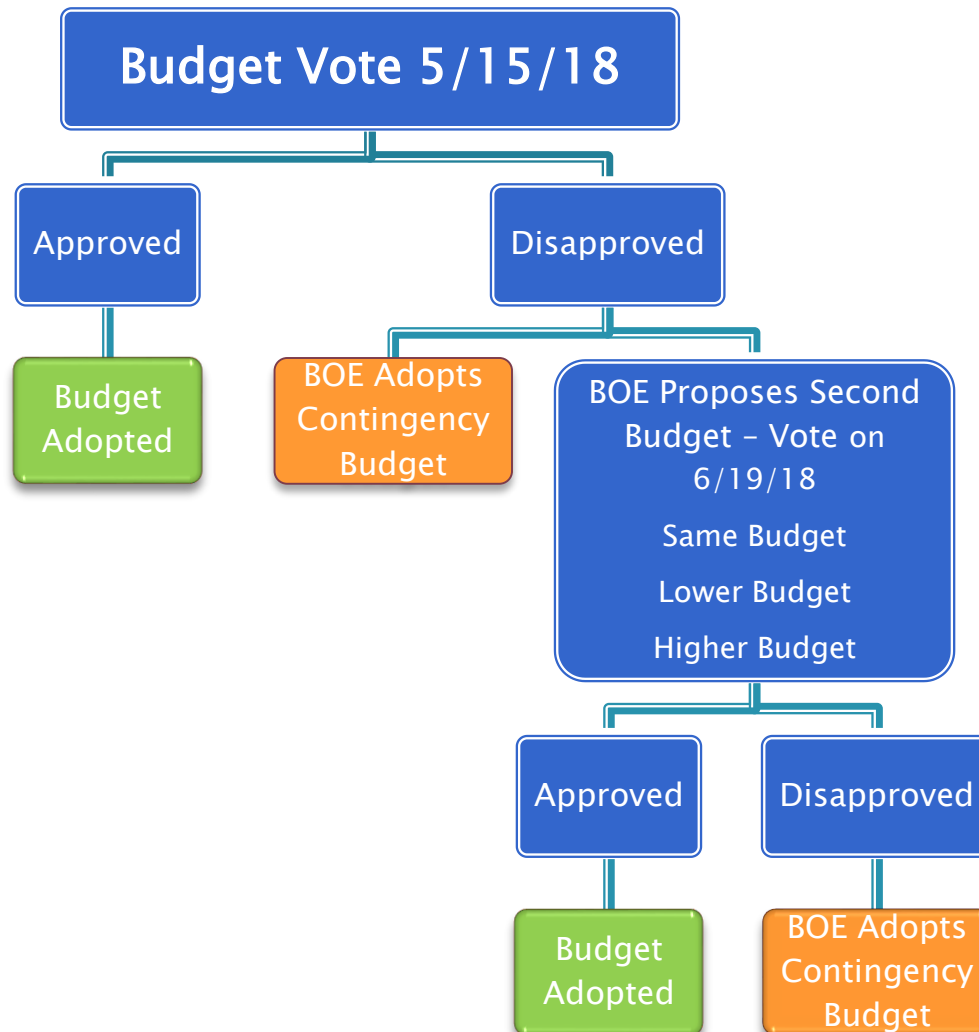 Budget Vote 5/15/18
Approved
Disapproved
Budget
Adopted
BOE Adopts
Contingency
Budget
BOE Proposes Second
Budget – Vote on
6/19/18
Same Budget
Lower Budget
Higher Budget
Approved
Disapproved
Budget
Adopted
BOE Adopts
Contingency
Budget